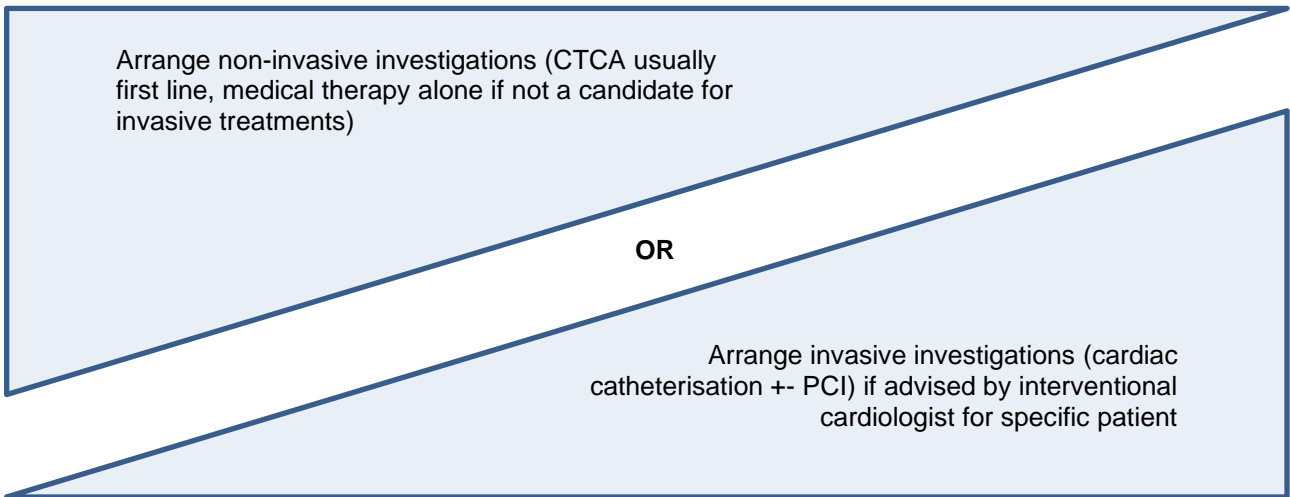 Arrange non-invasive investigations (CTCA usually
first line, medical therapy alone if not a candidate for
invasive treatments)
OR
Arrange invasive investigations (cardiac
catheterisation +- PCI) if advised by interventional
cardiologist for specific patient